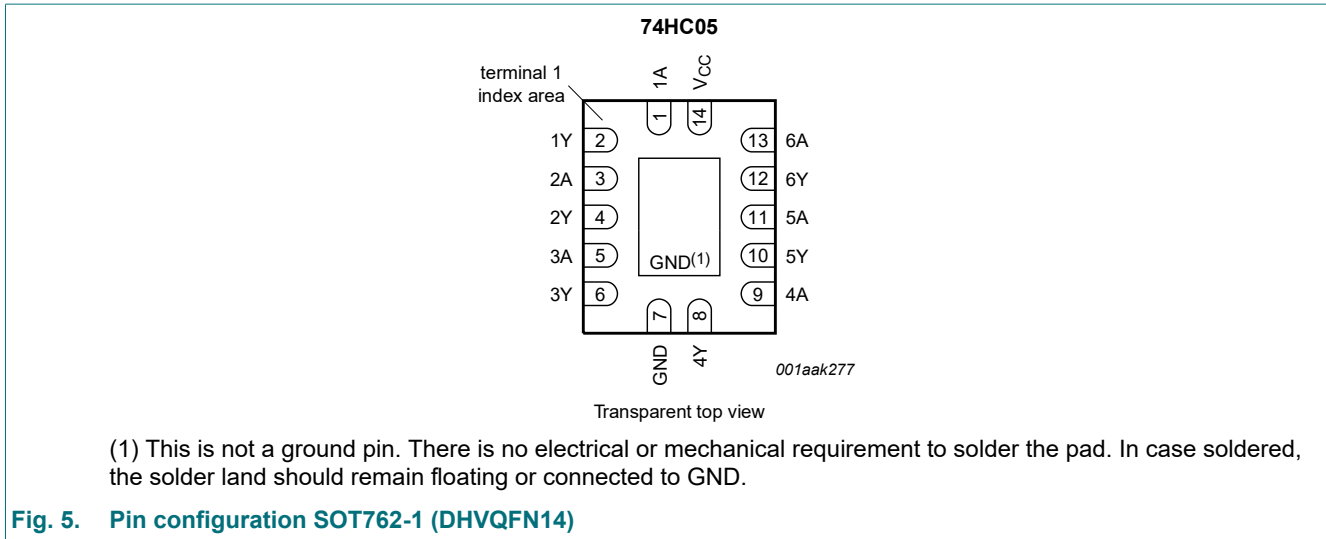 74HC05
terminal 1
index area
1A
VCC
1
14
1Y 2
13 6A
2A 3
12 6Y
2Y 4
11 5A
3A 5
GND(1)
10 5Y
3Y 6
9 4A
7
8
GND
4Y
001aak277
Transparent top view
(1) This is not a ground pin. There is no electrical or mechanical requirement to solder the pad. In case soldered,
the solder land should remain floating or connected to GND.
Fig. 5. Pin configuration SOT762-1 (DHVQFN14)